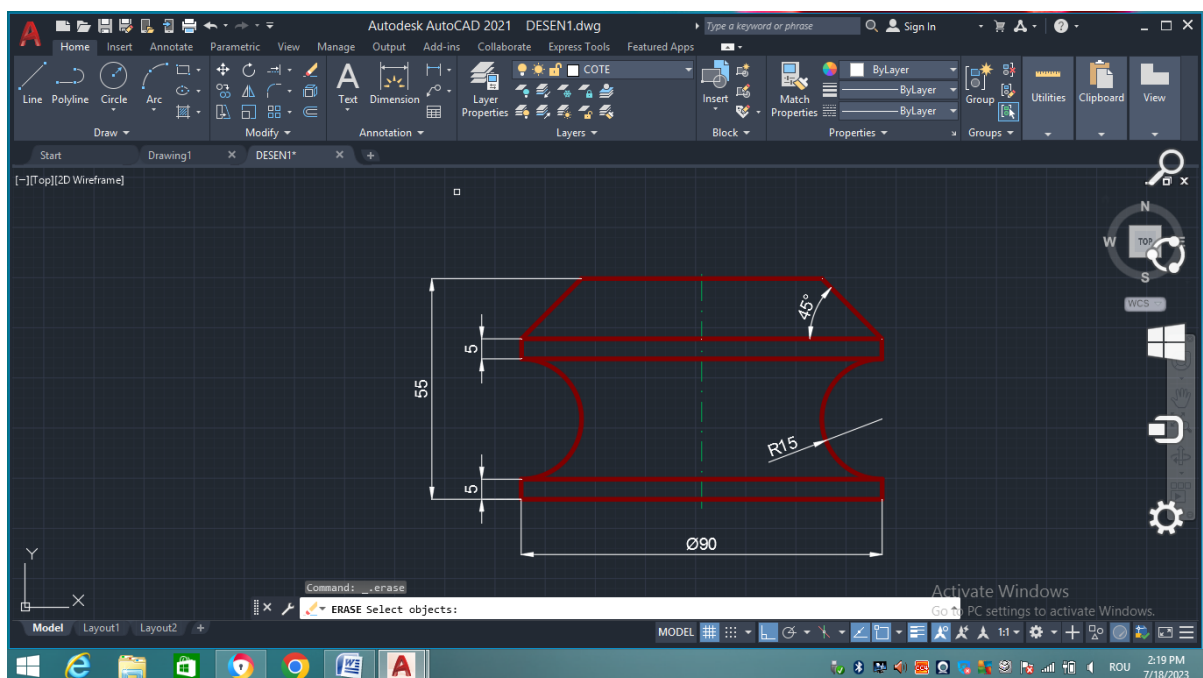 Autodesk AutoCAD 2021 DESEN1.dwg
Type a keyword or phrase
Sign In
Home Insert Annotate Parametric View Manage Output Add-ins Collaborate Express Tools Featured Apps
COTE
ByLayer
ByLayer
ByLayer
Line Polyline Circle Arc
Text Dimension
Layer Properties
Insert
Match Properties
Group
Utilities
Clipboard
View
Draw Modify Annotation Layers Block Properties Groups
Start Drawing1 DESEN1*
[−][Top][2D Wireframe]
N
W TOP E
S
WCS
45°
5
55
R15
5
Ø90
Y
X
Command: _.erase
ERASE Select objects:
Activate Windows
Go to PC settings to activate Windows.
Model Layout1 Layout2 +
MODEL 1:1
ROU
2:19 PM
7/18/2023